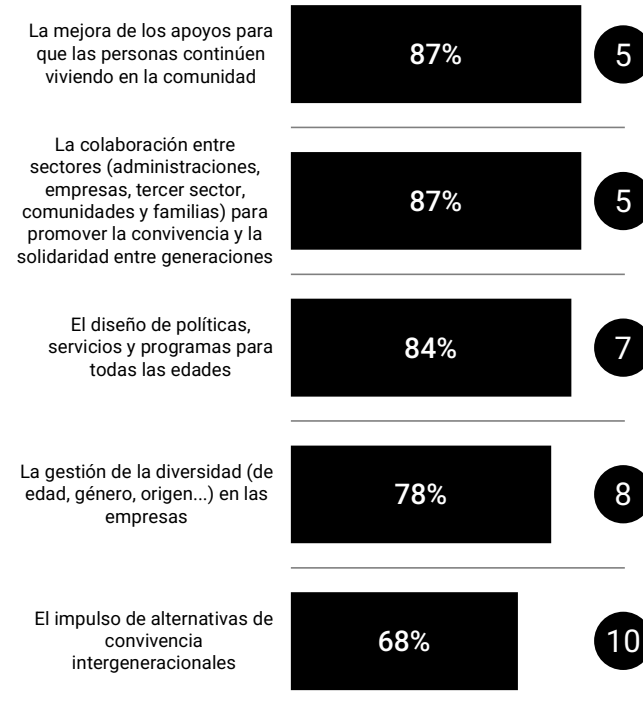 La mejora de los apoyos para
que las personas continúen
viviendo en la comunidad
87%
5
La colaboración entre
sectores (administraciones,
empresas, tercer sector,
comunidades y familias) para
promover la convivencia y la
solidaridad entre generaciones
87%
5
El diseño de políticas,
servicios y programas para
todas las edades
84%
7
La gestión de la diversidad (de
edad, género, origen...) en las
empresas
78%
8
El impulso de alternativas de
convivencia
intergeneracionales
68%
10